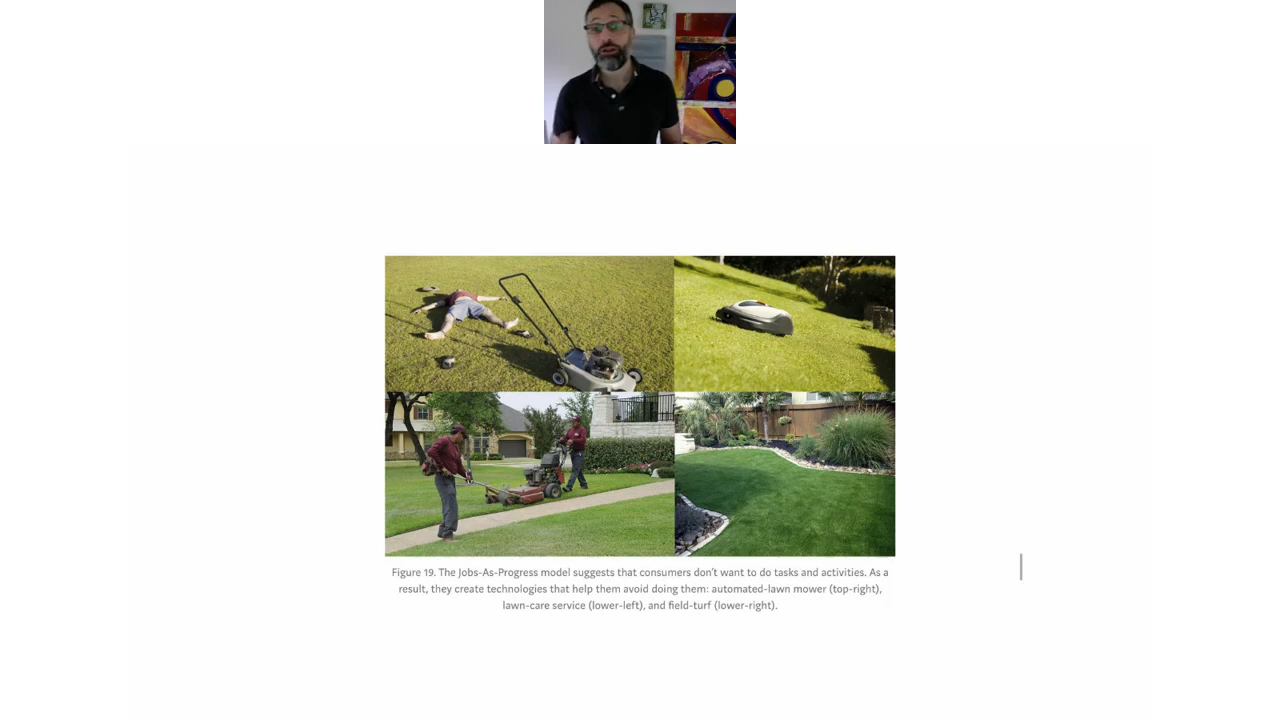 Figure 19. The Jobs-As-Progress model suggests that consumers don't want to do tasks and activities. As a
result, they create technologies that help them avoid doing them: automated-lawn mower (top-right),
lawn-care service (lower-left), and field-turf (lower-right).